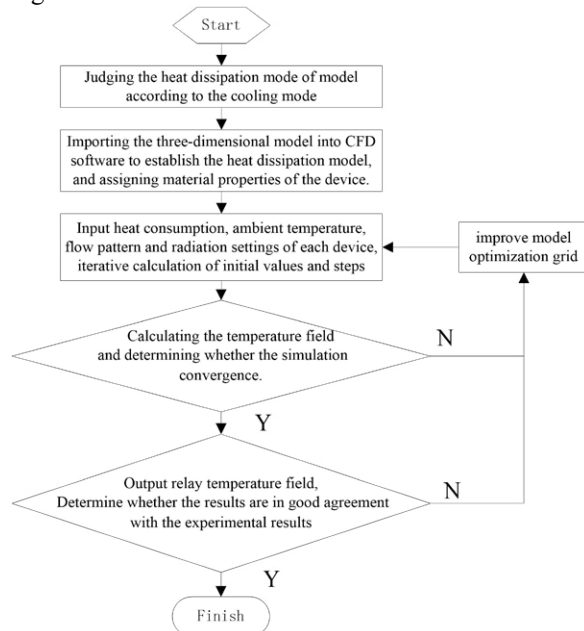 Start
Judging the heat dissipation mode of model
according to the cooling mode
Importing the three-dimensional model into CFD
software to establish the heat dissipation model,
and assigning material properties of the device.
Input heat consumption, ambient temperature,
flow pattern and radiation settings of each device,
iterative calculation of initial values and steps
improve model
optimization grid
Calculating the temperature field
and determining whether the simulation
convergence.
N
Y
Output relay temperature field,
Determine whether the results are in good agreement
with the experimental results
N
Y
Finish